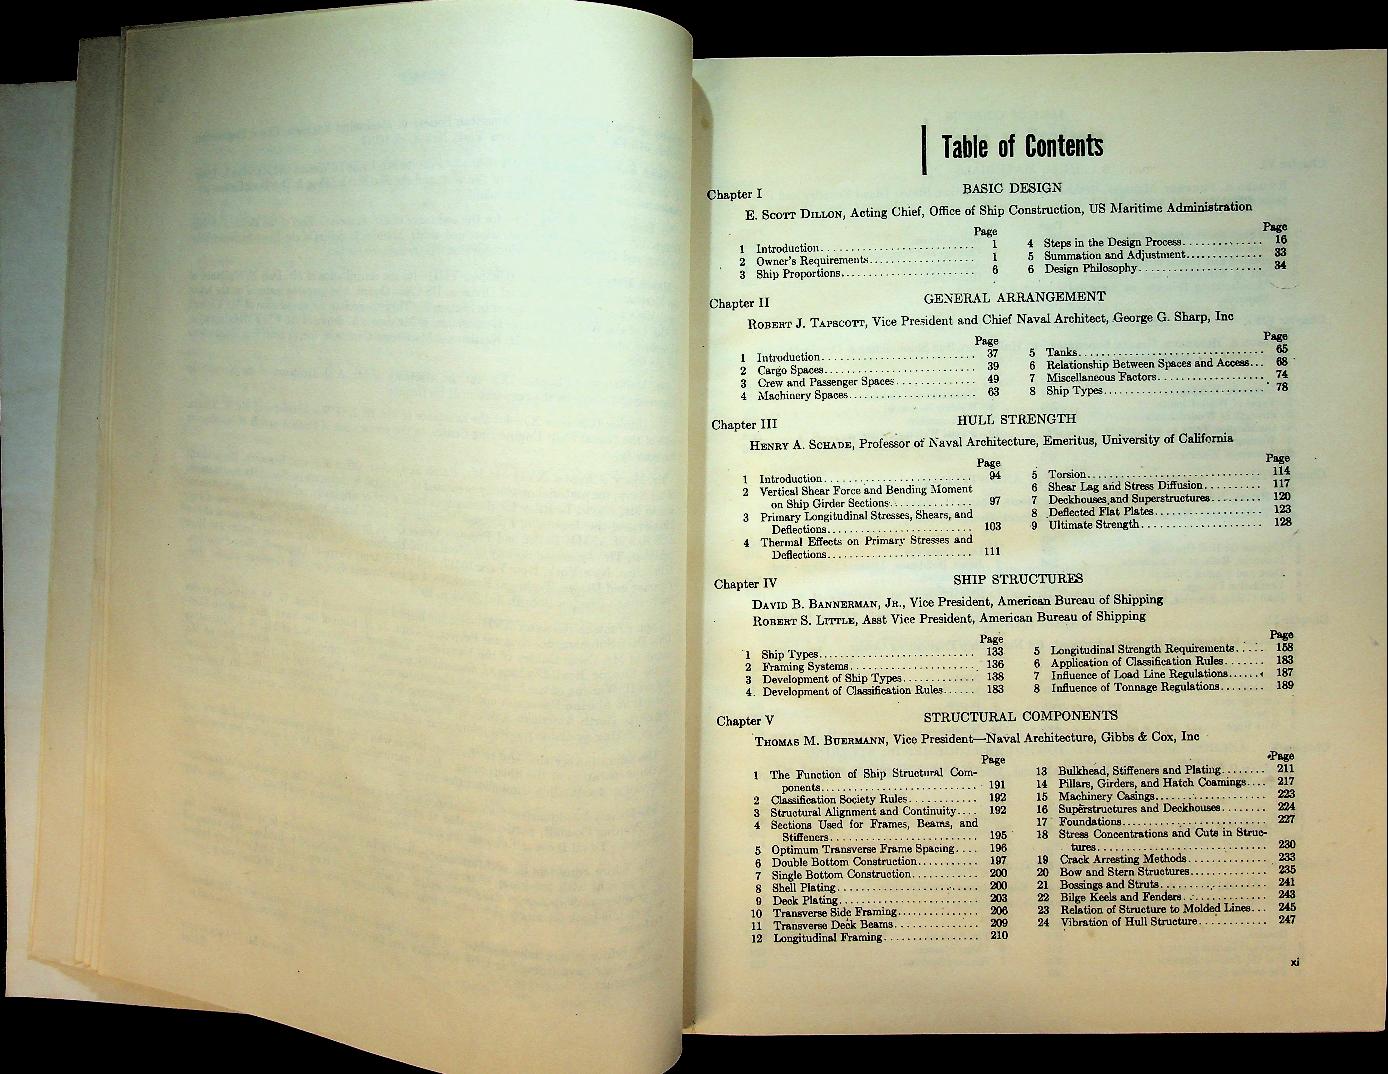 Table of Contents
Chapter I
BASIC DESIGN
E. SCOTT DILLON, Acting Chief, Office of Ship Construction, US Maritime Administration
Page
1 Introduction........................... 1
2 Owner's Requirements.................. 1
3 Ship Proportions....................... 6
Page
4 Steps in the Design Process.............. 16
5 Summation and Adjustment............. 33
6 Design Philosophy...................... 34
Chapter II
GENERAL ARRANGEMENT
ROBERT J. TAPSCOTT, Vice President and Chief Naval Architect, George G. Sharp, Inc
Page
1 Introduction........................... 37
2 Cargo Spaces.......................... 39
3 Crew and Passenger Spaces.............. 49
4 Machinery Spaces...................... 63
Page
5 Tanks................................ 65
6 Relationship Between Spaces and Access... 68
7 Miscellaneous Factors................... 74
8 Ship Types............................ 78
Chapter III
HULL STRENGTH
HENRY A. SCHADE, Professor of Naval Architecture, Emeritus, University of California
Page
1 Introduction........................... 94
2 Vertical Shear Force and Bending Moment
on Ship Girder Sections.............. 97
3 Primary Longitudinal Stresses, Shears, and
Deflections......................... 103
4 Thermal Effects on Primary Stresses and
Deflections......................... 111
Page
5 Torsion............................... 114
6 Shear Lag and Stress Diffusion.......... 117
7 Deckhouses and Superstructures......... 120
8 Deflected Flat Plates................... 123
9 Ultimate Strength..................... 128
Chapter IV
SHIP STRUCTURES
DAVID B. BANNERMAN, JR., Vice President, American Bureau of Shipping
ROBERT S. LITTLE, Asst Vice President, American Bureau of Shipping
Page
1 Ship Types........................... 133
2 Framing Systems...................... 136
3 Development of Ship Types............ 138
4 Development of Classification Rules...... 183
Page
5 Longitudinal Strength Requirements..... 158
6 Application of Classification Rules....... 183
7 Influence of Load Line Regulations...... 187
8 Influence of Tonnage Regulations........ 189
Chapter V
STRUCTURAL COMPONENTS
THOMAS M. BUERMANN, Vice President—Naval Architecture, Gibbs & Cox, Inc
Page
1 The Function of Ship Structural Com-
ponents........................... 191
2 Classification Society Rules............ 192
3 Structural Alignment and Continuity.... 192
4 Sections Used for Frames, Beams, and
Stiffeners.......................... 195
5 Optimum Transverse Frame Spacing.... 196
6 Double Bottom Construction........... 197
7 Single Bottom Construction............ 200
8 Shell Plating......................... 200
9 Deck Plating......................... 203
10 Transverse Side Framing.............. 206
11 Transverse Deck Beams............... 209
12 Longitudinal Framing................. 210
Page
13 Bulkhead, Stiffeners and Plating........ 211
14 Pillars, Girders, and Hatch Coamings.... 217
15 Machinery Casings................... 223
16 Superstructures and Deckhouses........ 224
17 Foundations......................... 227
18 Stress Concentrations and Cuts in Struc-
tures............................. 230
19 Crack Arresting Methods.............. 233
20 Bow and Stern Structures.............. 235
21 Bossings and Struts................... 241
22 Bilge Keels and Fenders............... 243
23 Relation of Structure to Molded Lines... 245
24 Vibration of Hull Structure............ 247
xi